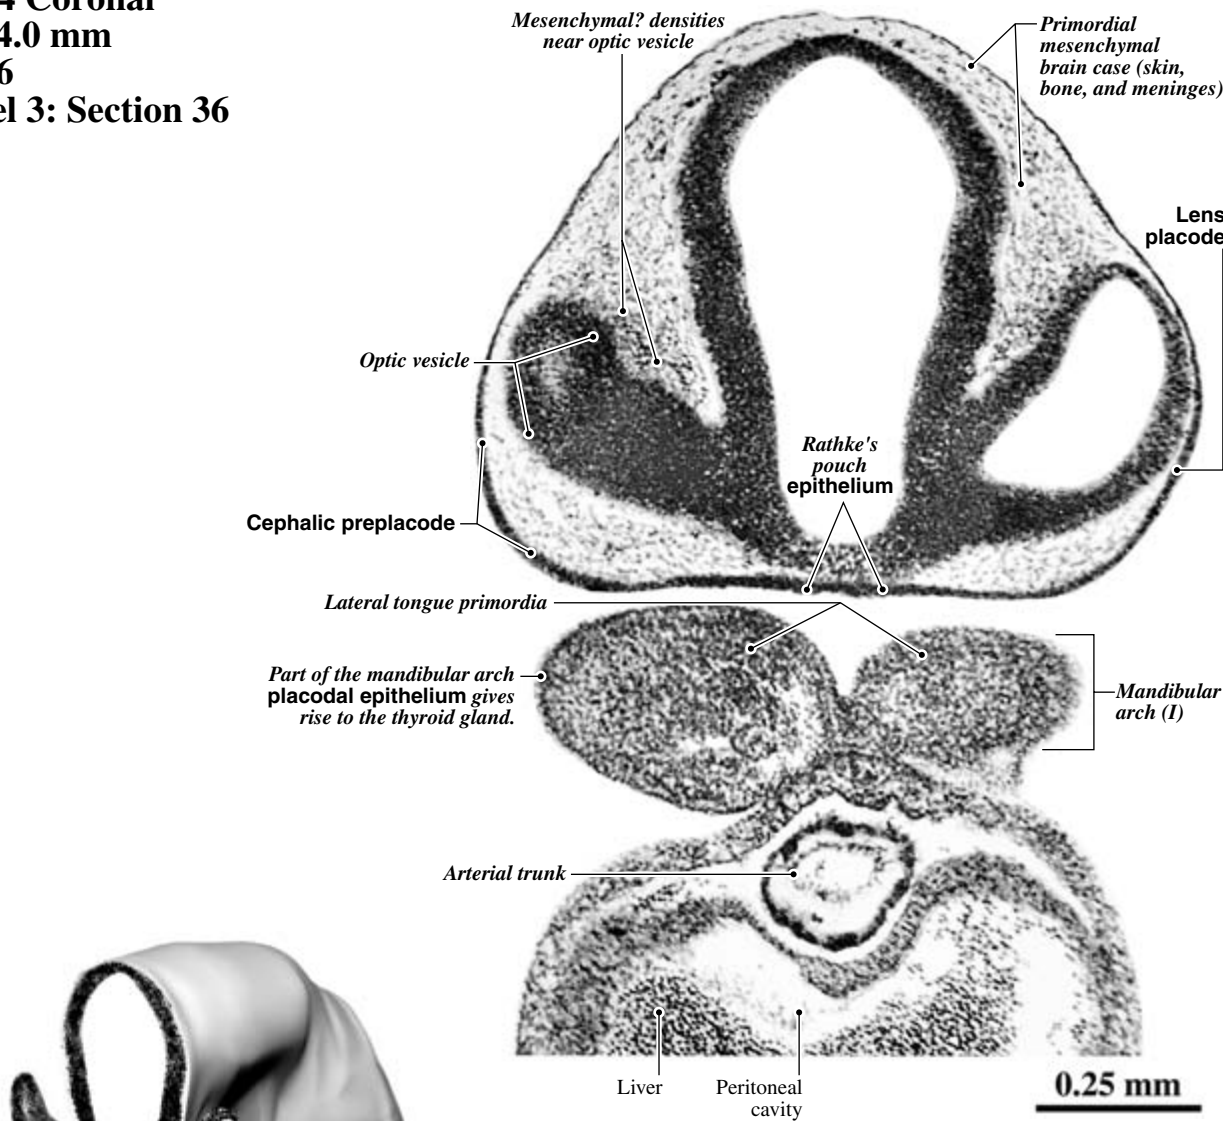 4 Coronal
4.0 mm
6
el 3: Section 36
Mesenchymal? densities
near optic vesicle
Primordial
mesenchymal
brain case (skin,
bone, and meninges)
Lens
placode
Optic vesicle
Rathke's
pouch
epithelium
Cephalic preplacode
Lateral tongue primordia
Part of the mandibular arch
placodal epithelium gives
rise to the thyroid gland.
Mandibular
arch (I)
Arterial trunk
Liver
Peritoneal
cavity
0.25 mm